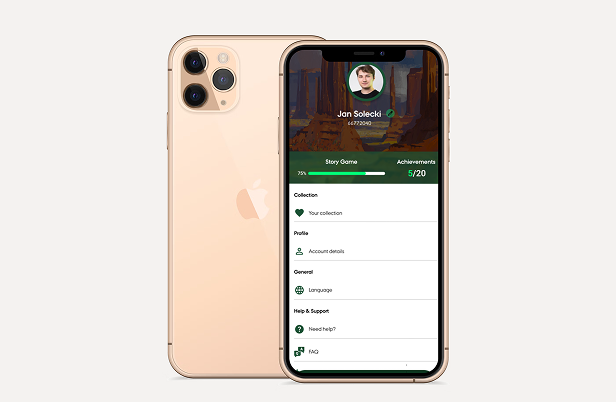 Jan Solecki
66772040
Story Game
Achievements
75%
5/20
Collection
Your collection
Profile
Account details
General
Language
Help & Support
Need help?
FAQ